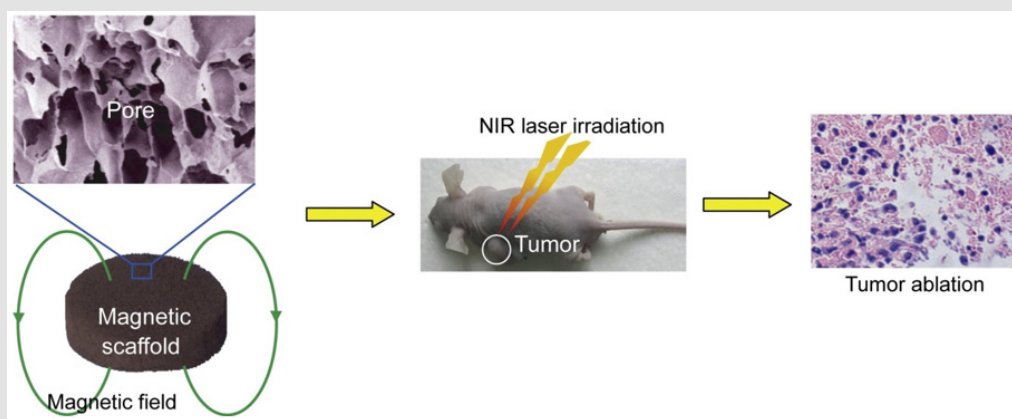 Pore
Magnetic
scaffold
Magnetic field
NIR laser irradiation
Tumor
Tumor ablation